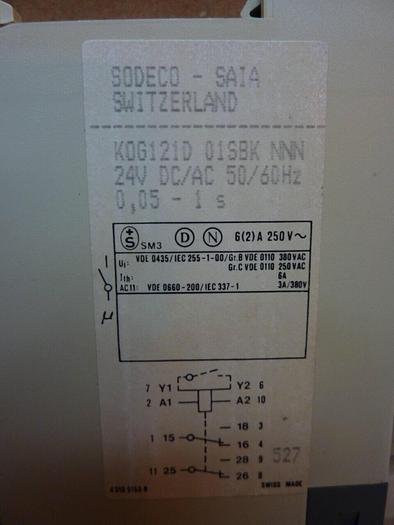 SODECO - SAIA
SWITZERLAND
KOG121D 01SBK NNN
24V DC/AC 50/60Hz
0,05 - 1 s
+S SM3 D N 6(2)A 250V~
Ui: VDE 0435/IEC 255-1-00/Gr.B VDE 0110 380VAC
Gr.C VDE 0110 250VAC
Tth: 6A
AC11: VDE 0660-200/IEC 337-1 3A/380V
µ
7 Y1 Y2 6
2 A1 A2 10
18 3
1 15 16 4
28 9
11 25 26 8
527
SWISS MADE